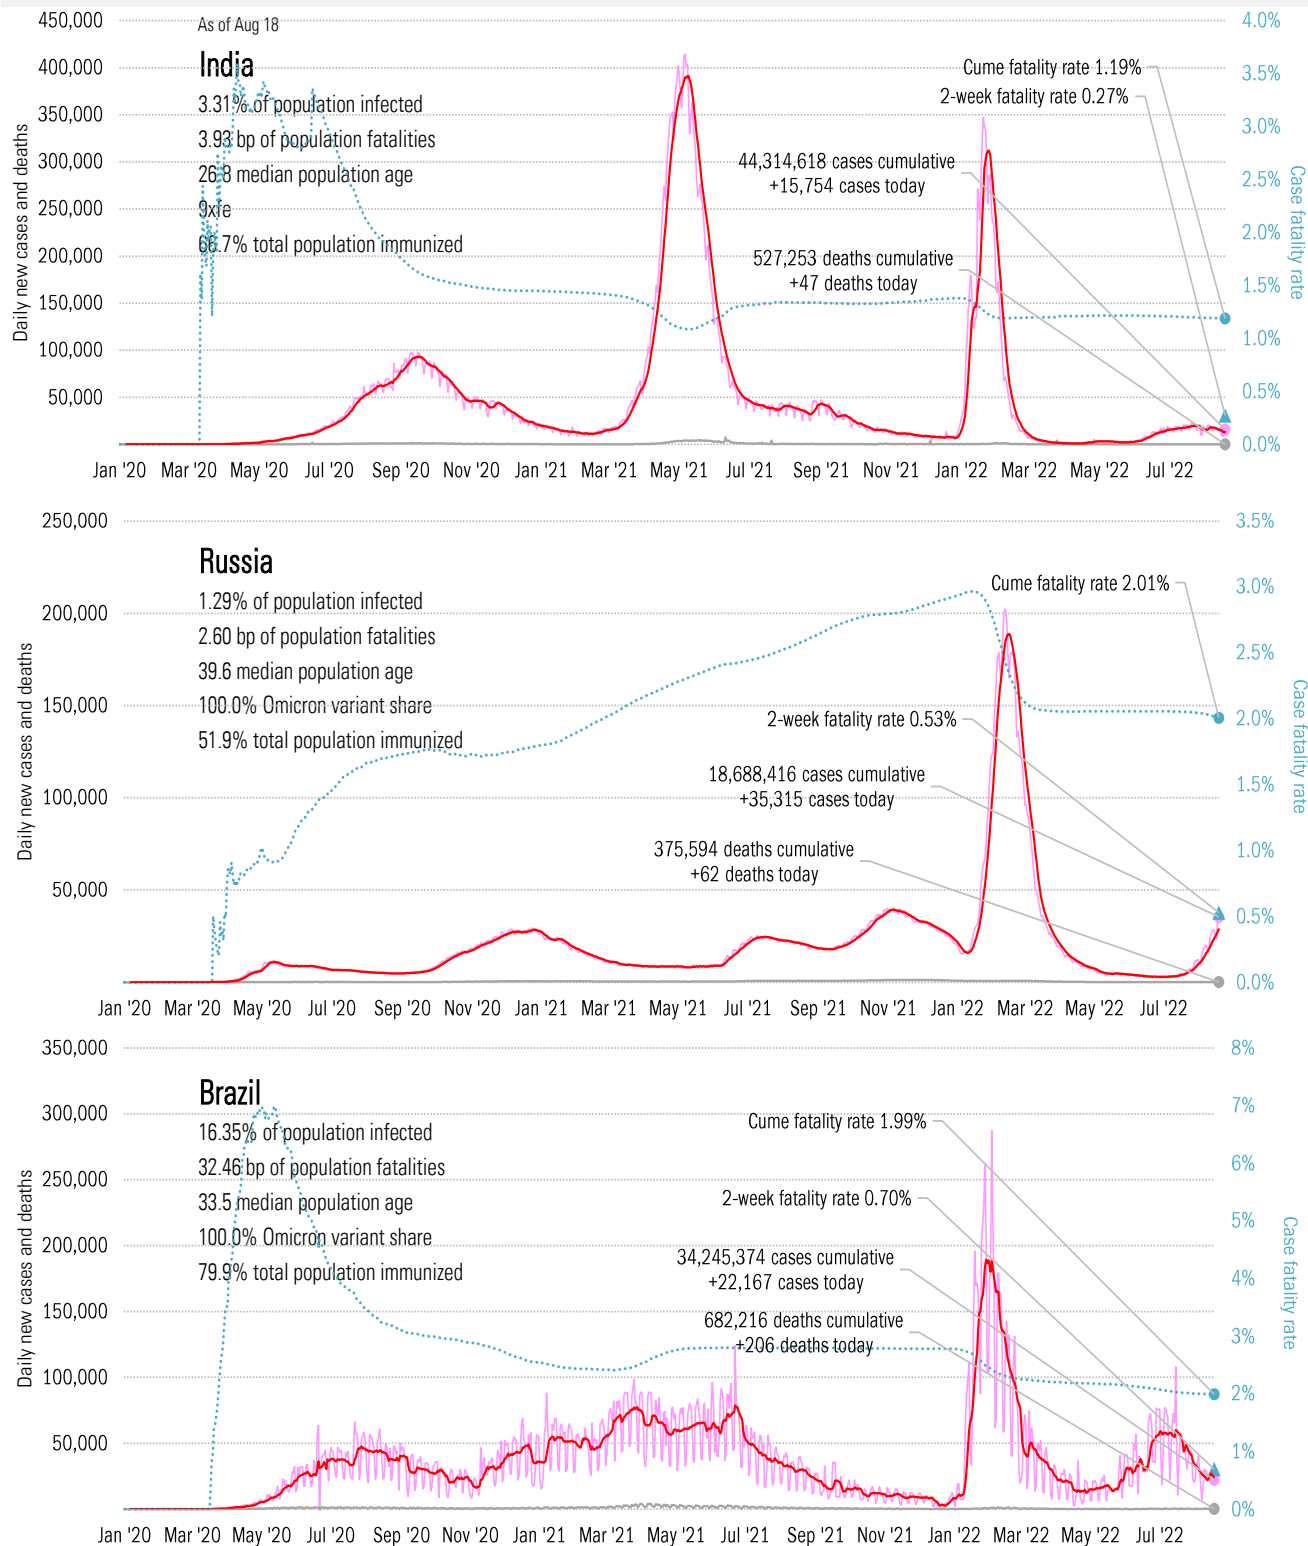 As of Aug 18
India
3.31% of population infected
3.93 bp of population fatalities
26.8 median population age
9xfe
66.7% total population immunized
Daily new cases and deaths
450,000
400,000
350,000
300,000
250,000
200,000
150,000
100,000
50,000
Cume fatality rate 1.19%
2-week fatality rate 0.27%
44,314,618 cases cumulative
+15,754 cases today
527,253 deaths cumulative
+47 deaths today
4.0%
3.5%
3.0%
2.5%
2.0%
1.5%
1.0%
0.5%
0.0%
Case fatality rate
Jan '20 Mar '20 May '20 Jul '20 Sep '20 Nov '20 Jan '21 Mar '21 May '21 Jul '21 Sep '21 Nov '21 Jan '22 Mar '22 May '22 Jul '22
Russia
1.29% of population infected
2.60 bp of population fatalities
39.6 median population age
100.0% Omicron variant share
51.9% total population immunized
Daily new cases and deaths
250,000
200,000
150,000
100,000
50,000
Cume fatality rate 2.01%
2-week fatality rate 0.53%
18,688,416 cases cumulative
+35,315 cases today
375,594 deaths cumulative
+62 deaths today
3.5%
3.0%
2.5%
2.0%
1.5%
1.0%
0.5%
0.0%
Case fatality rate
Jan '20 Mar '20 May '20 Jul '20 Sep '20 Nov '20 Jan '21 Mar '21 May '21 Jul '21 Sep '21 Nov '21 Jan '22 Mar '22 May '22 Jul '22
Brazil
16.35% of population infected
32.46 bp of population fatalities
33.5 median population age
100.0% Omicron variant share
79.9% total population immunized
Daily new cases and deaths
350,000
300,000
250,000
200,000
150,000
100,000
50,000
Cume fatality rate 1.99%
2-week fatality rate 0.70%
34,245,374 cases cumulative
+22,167 cases today
682,216 deaths cumulative
+206 deaths today
8%
7%
6%
5%
4%
3%
2%
1%
0%
Case fatality rate
Jan '20 Mar '20 May '20 Jul '20 Sep '20 Nov '20 Jan '21 Mar '21 May '21 Jul '21 Sep '21 Nov '21 Jan '22 Mar '22 May '22 Jul '22